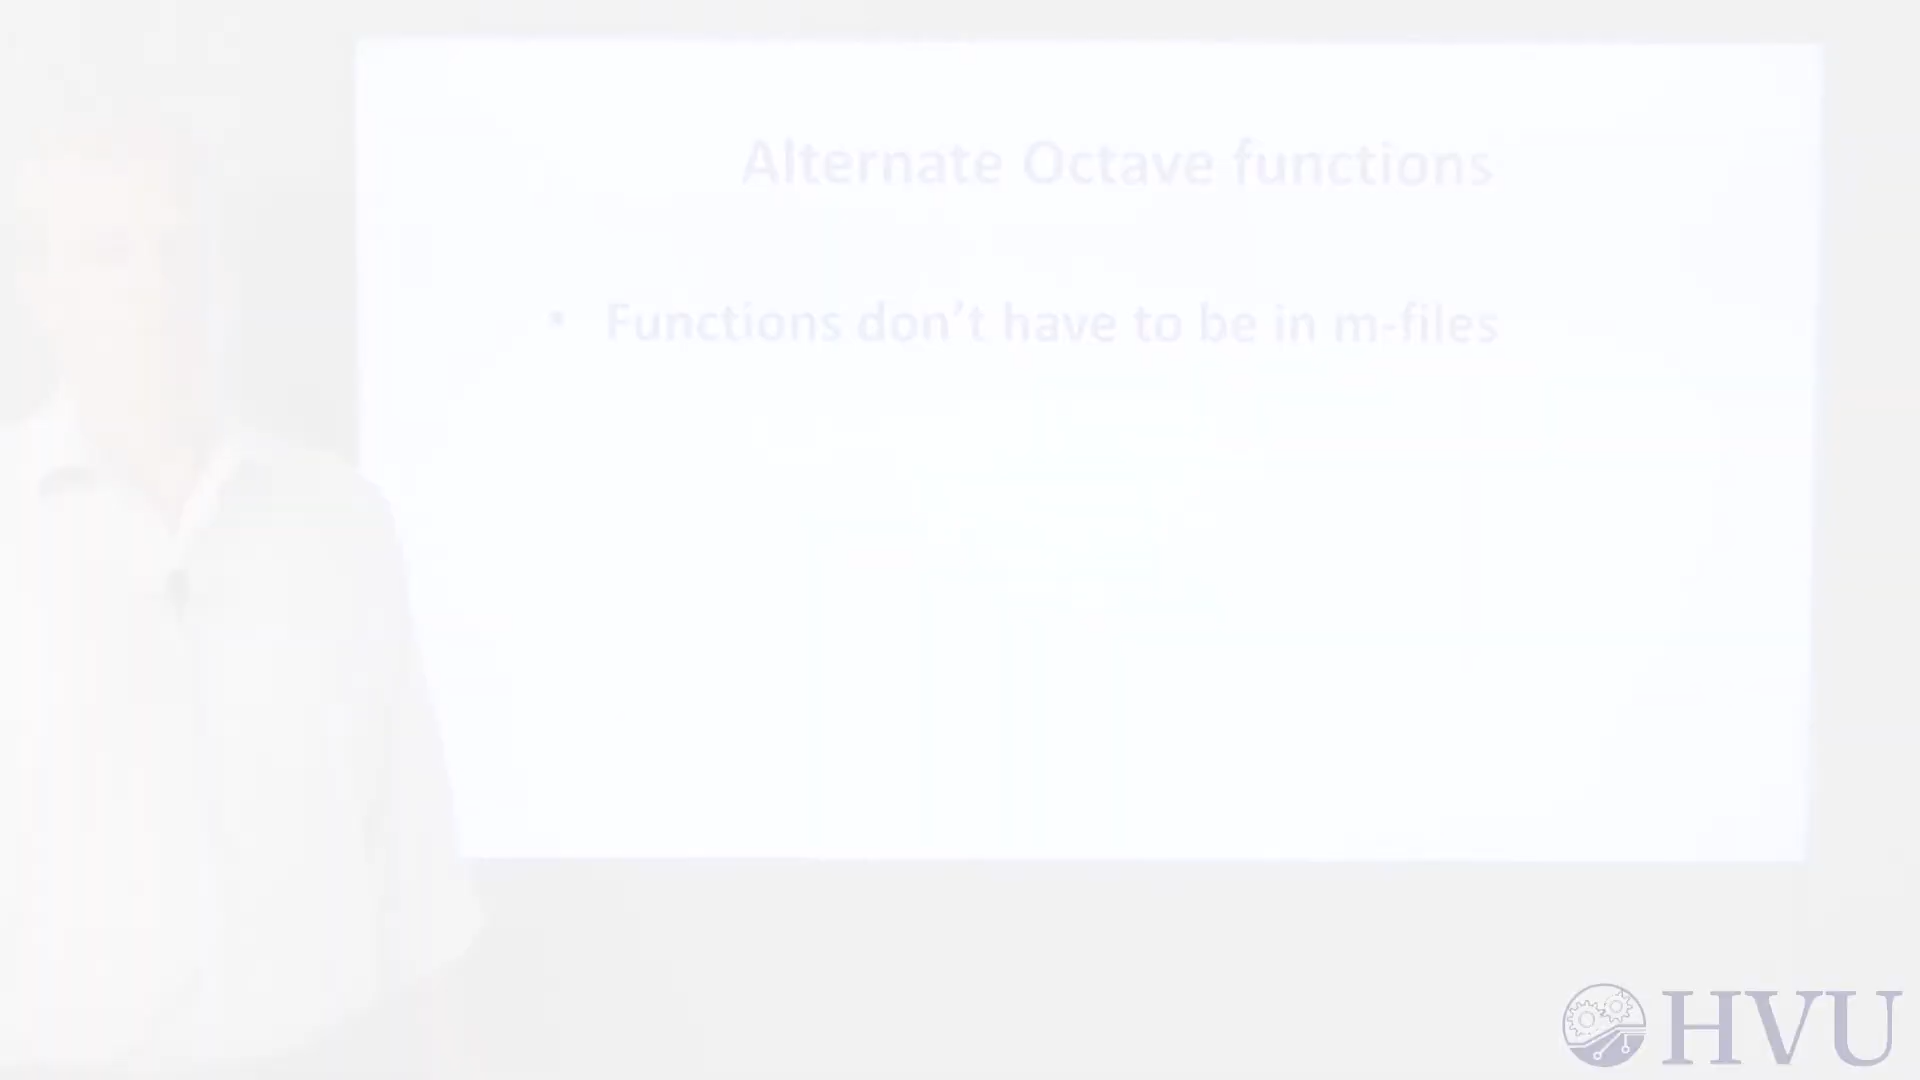 Alternate Octave functions
• Functions don't have to be in m-files
HVU